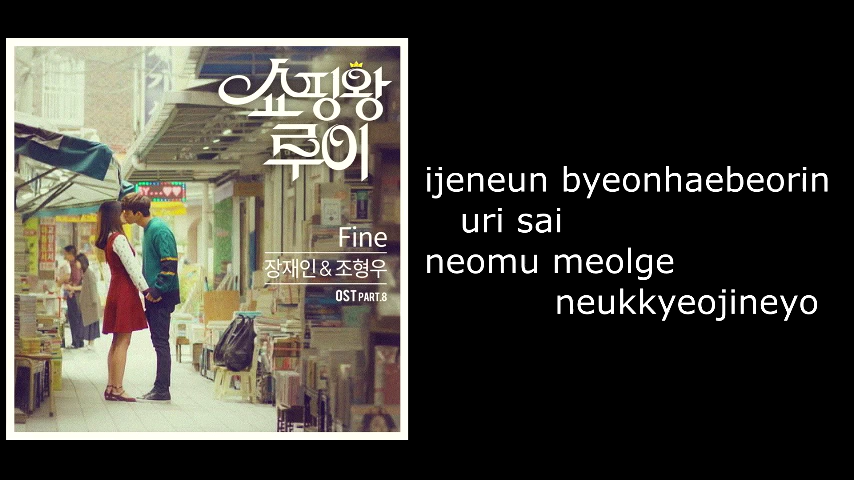 쇼핑왕
루이
Fine
장재인 & 조형우
OST PART.8
ijeneun byeonhaebeorin
uri sai
neomu meolge
neukkyeojineyo